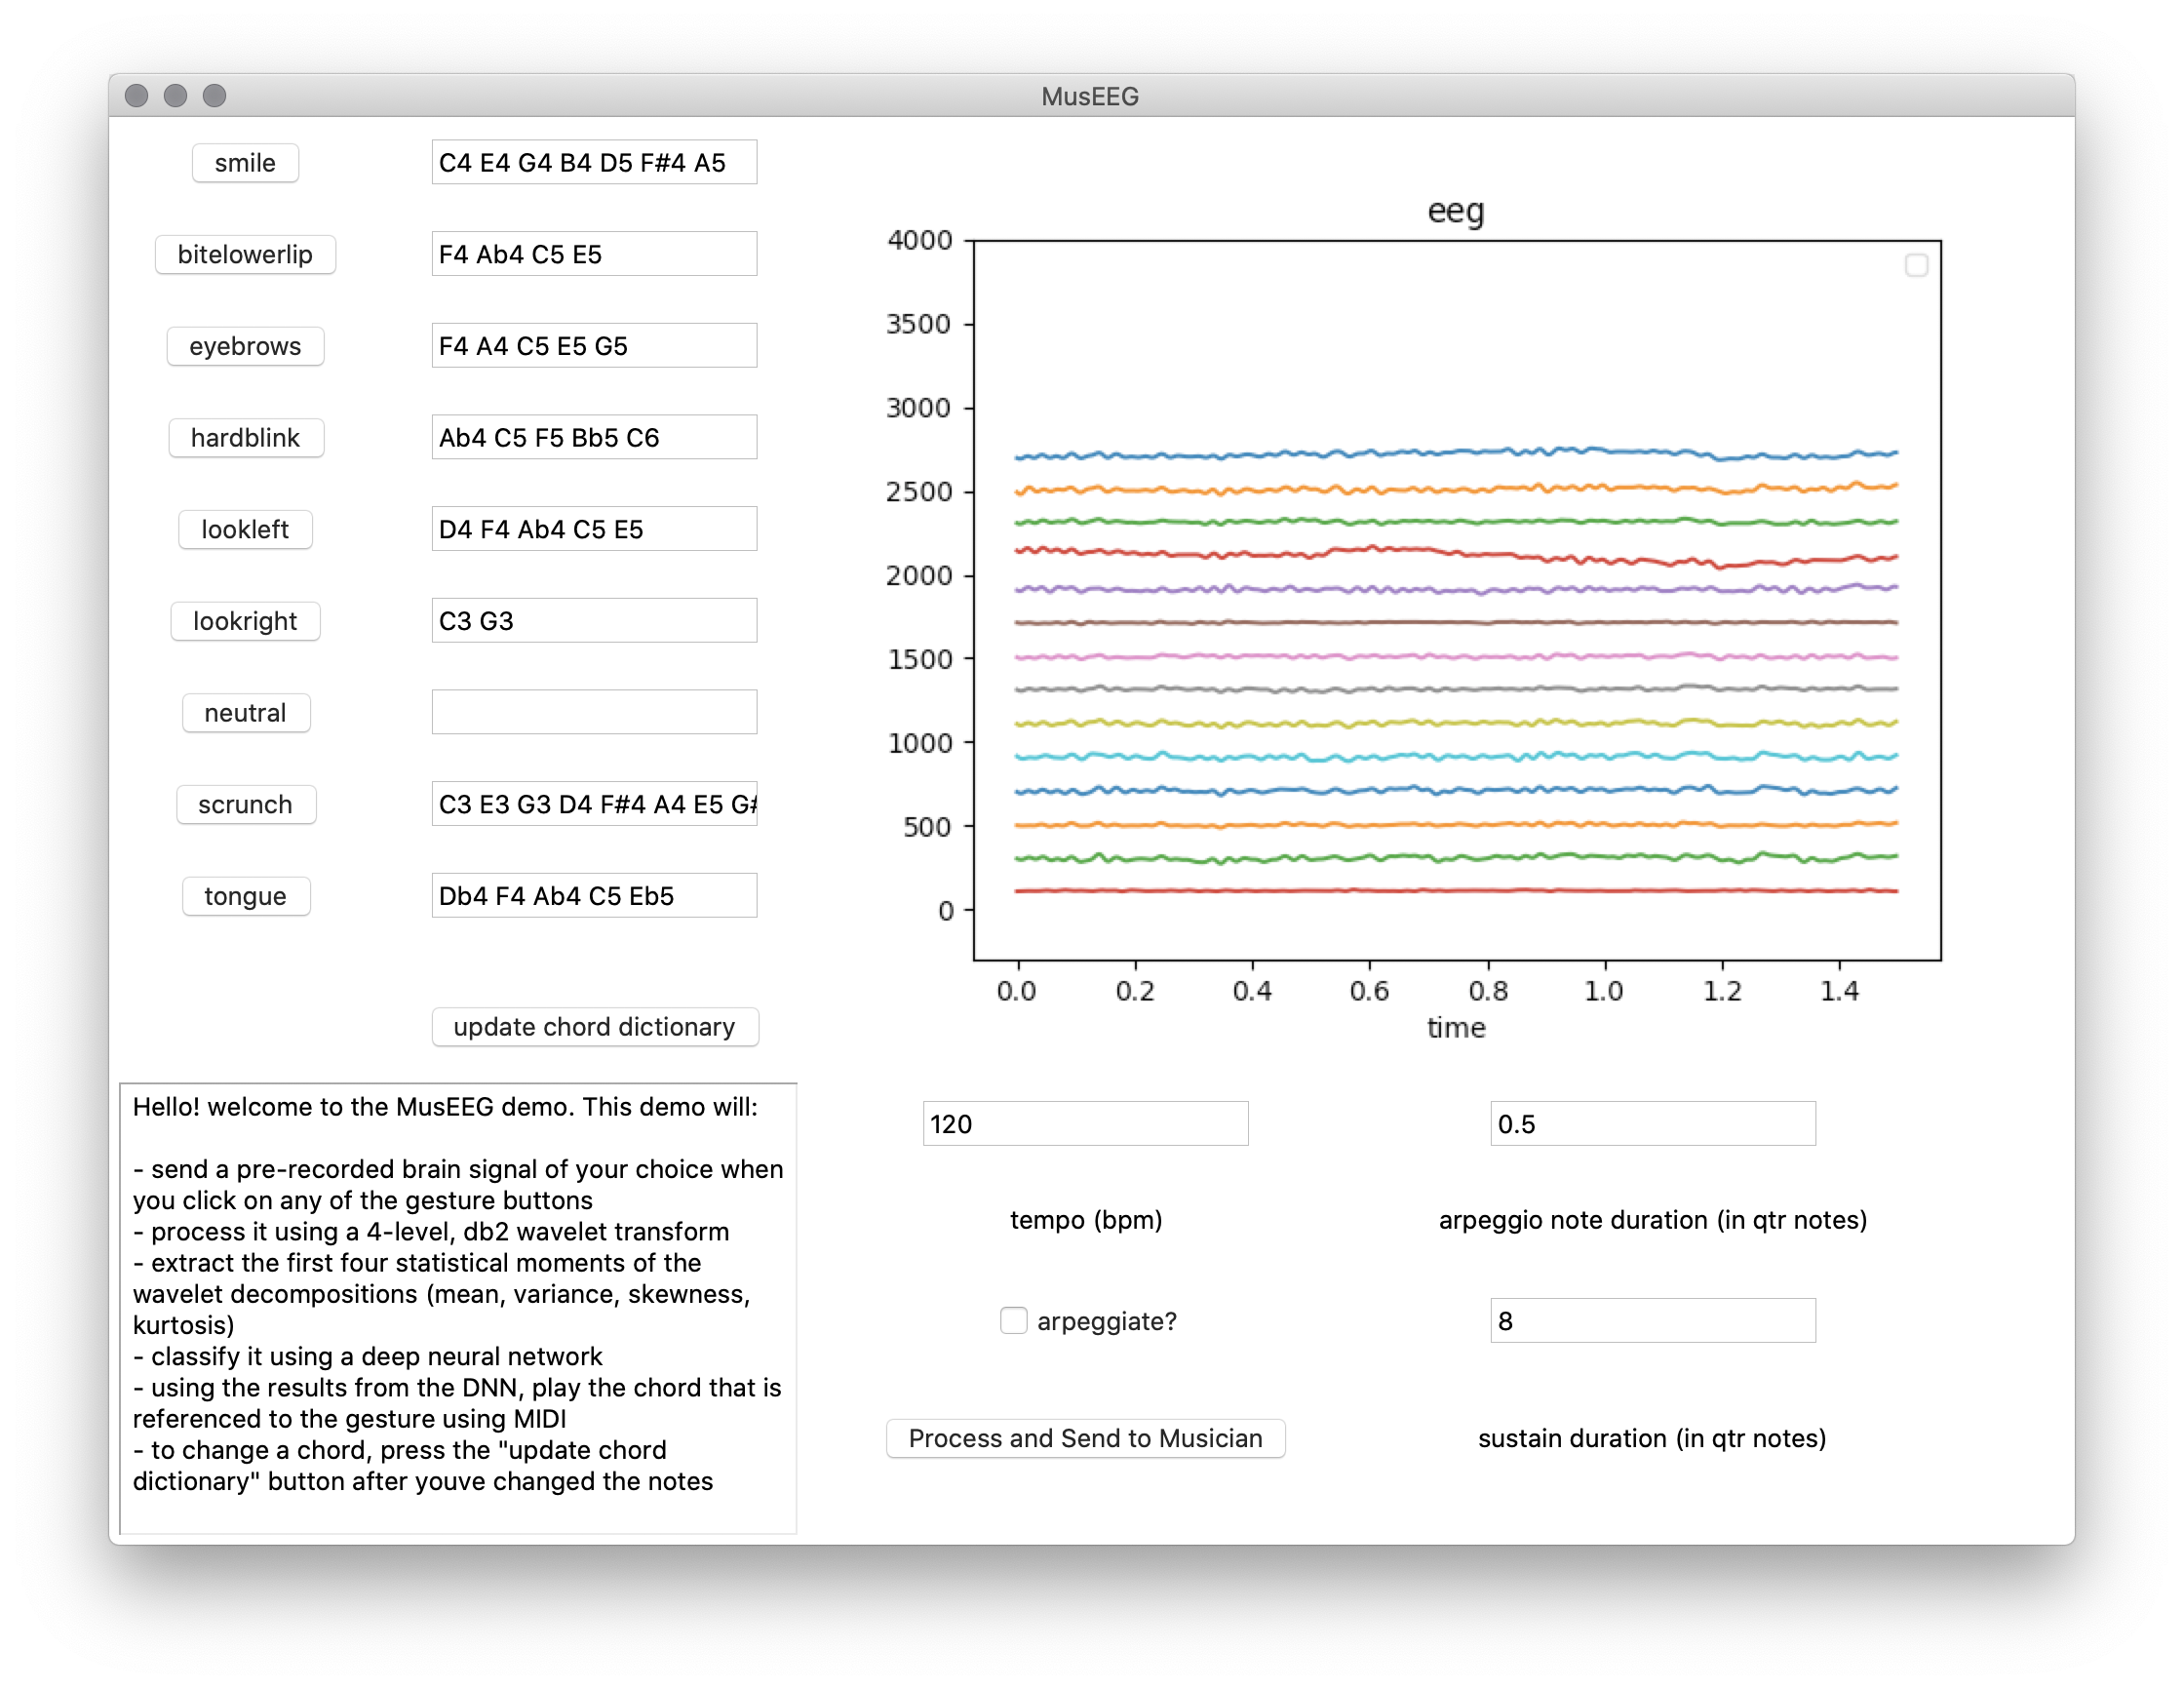 MusEEG
smile
C4 E4 G4 B4 D5 F#4 A5
bitelowerlip
F4 Ab4 C5 E5
eyebrows
F4 A4 C5 E5 G5
hardblink
Ab4 C5 F5 Bb5 C6
lookleft
D4 F4 Ab4 C5 E5
lookright
C3 G3
neutral
scrunch
C3 E3 G3 D4 F#4 A4 E5 G#
tongue
Db4 F4 Ab4 C5 Eb5
update chord dictionary
eeg
4000
3500
3000
2500
2000
1500
1000
500
0
0.0 0.2 0.4 0.6 0.8 1.0 1.2 1.4
time
Hello! welcome to the MusEEG demo. This demo will:
- send a pre-recorded brain signal of your choice when
you click on any of the gesture buttons
- process it using a 4-level, db2 wavelet transform
- extract the first four statistical moments of the
wavelet decompositions (mean, variance, skewness,
kurtosis)
- classify it using a deep neural network
- using the results from the DNN, play the chord that is
referenced to the gesture using MIDI
- to change a chord, press the "update chord
dictionary" button after youve changed the notes
120
tempo (bpm)
0.5
arpeggio note duration (in qtr notes)
arpeggiate?
8
Process and Send to Musician
sustain duration (in qtr notes)